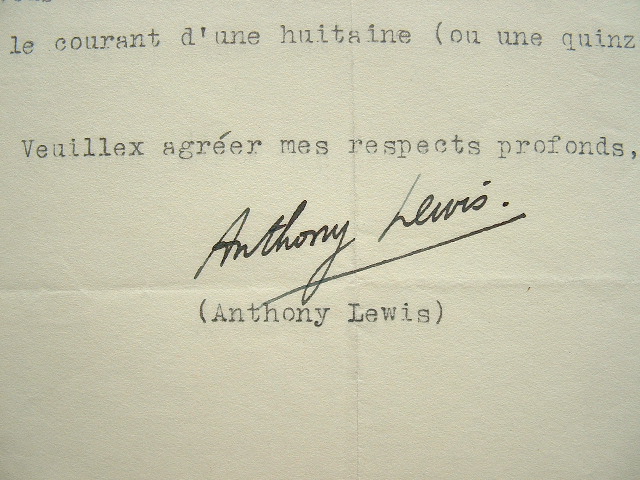 le courant d'une huitaine (ou une quinz
Veuillex agréer mes respects profonds,
Anthony Lewis.
(Anthony Lewis)